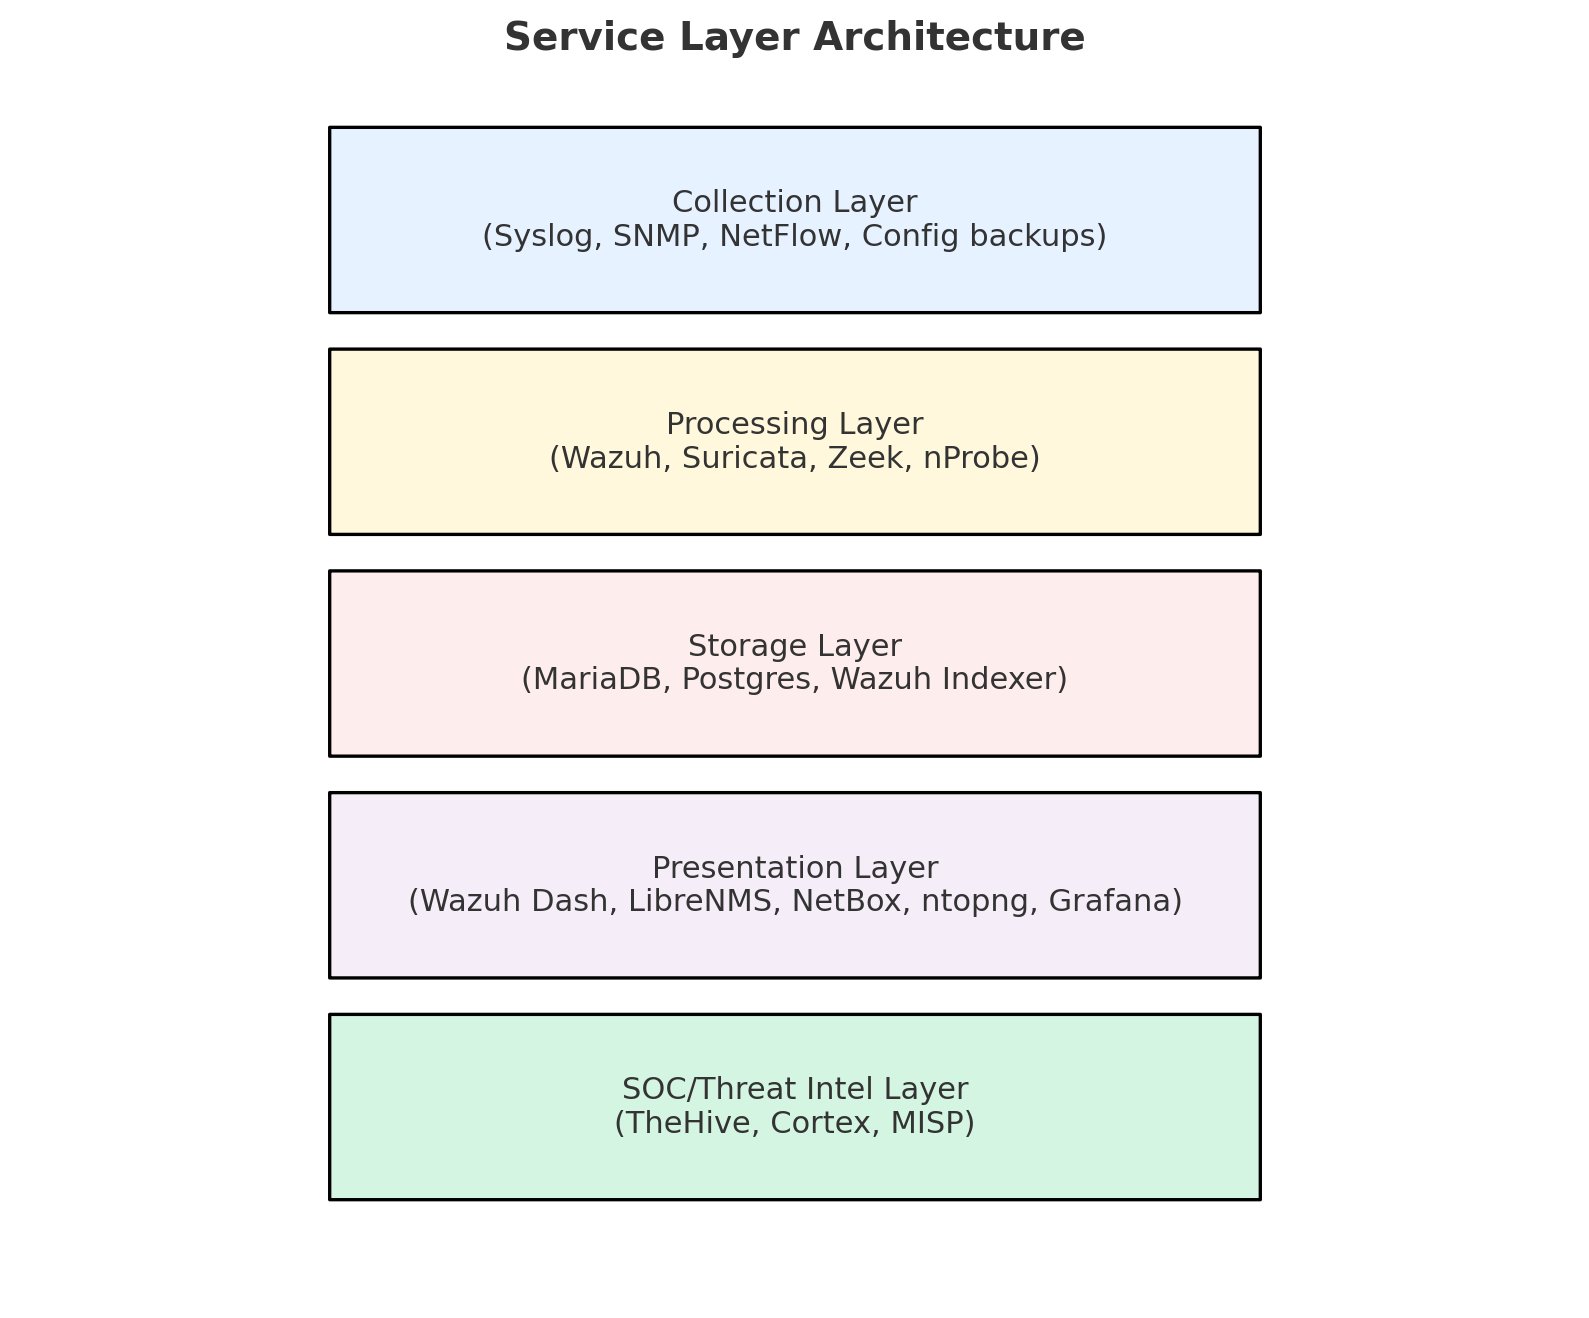 Service Layer Architecture
Collection Layer
(Syslog, SNMP, NetFlow, Config backups)
Processing Layer
(Wazuh, Suricata, Zeek, nProbe)
Storage Layer
(MariaDB, Postgres, Wazuh Indexer)
Presentation Layer
(Wazuh Dash, LibreNMS, NetBox, ntopng, Grafana)
SOC/Threat Intel Layer
(TheHive, Cortex, MISP)